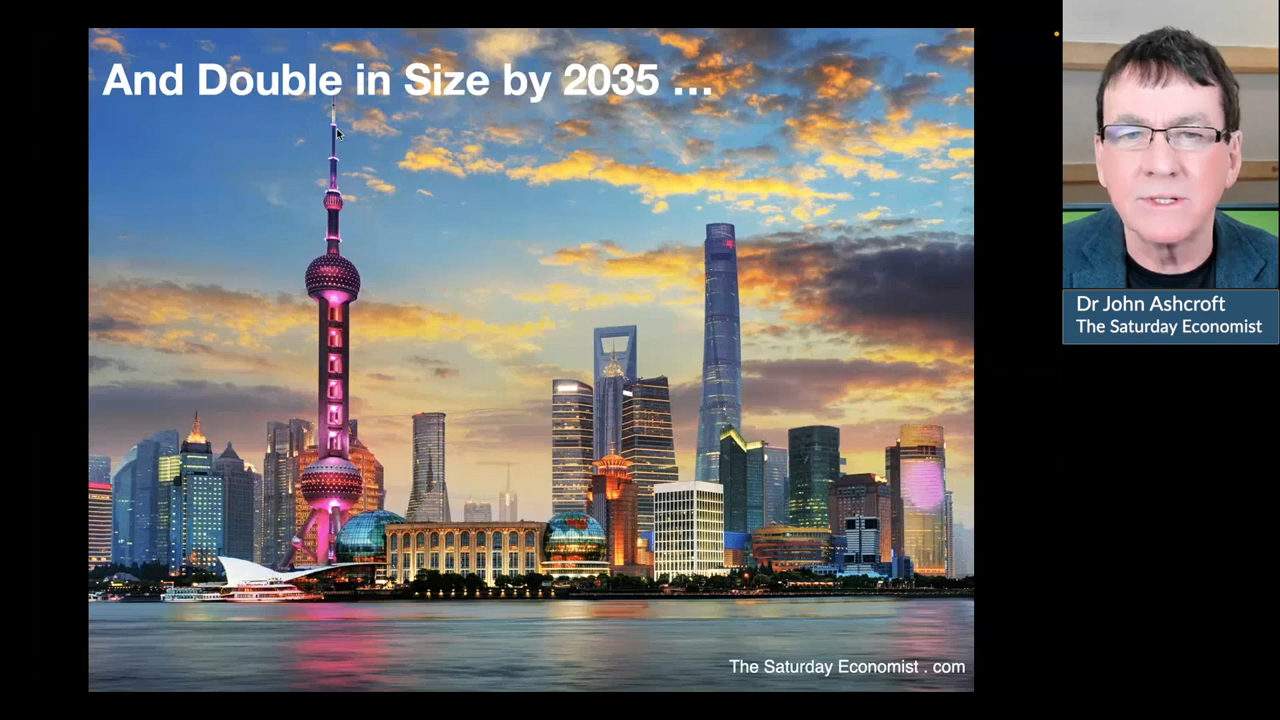 And Double in Size by 2035 ...
Dr John Ashcroft
The Saturday Economist
The Saturday Economist . com